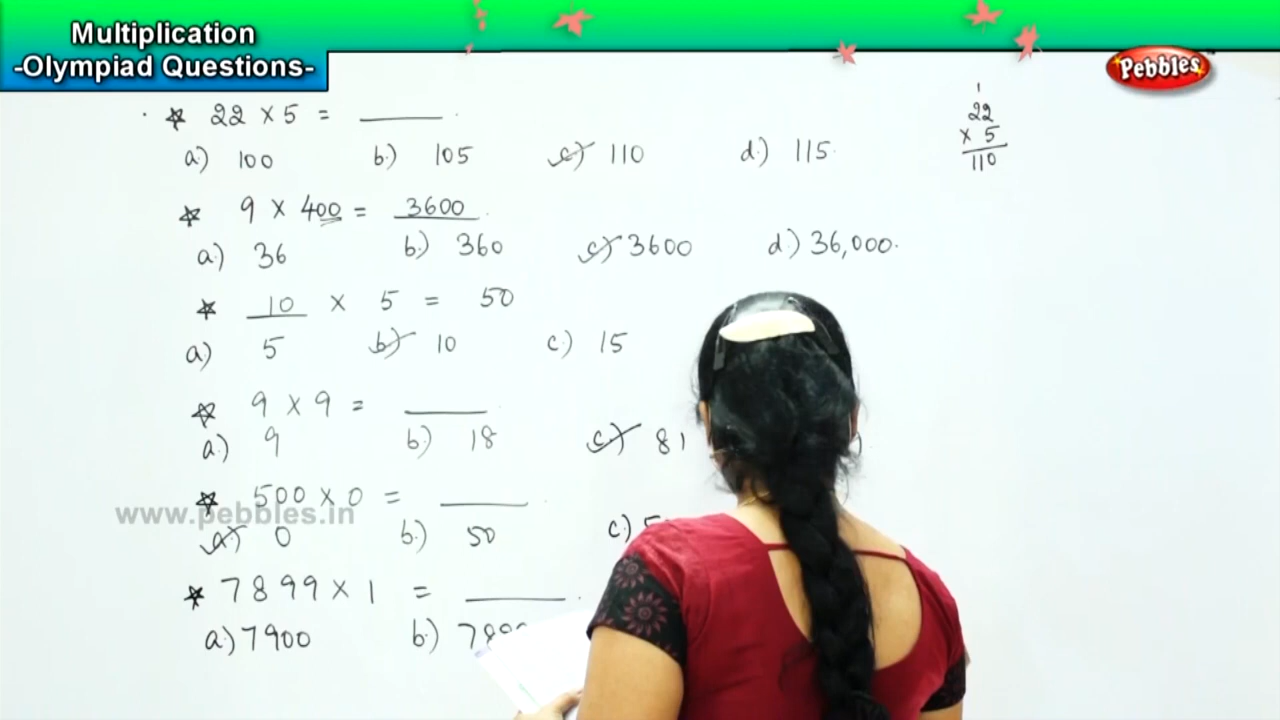 Multiplication
-Olympiad Questions-
Pebbles
22 × 5 = ______
a.) 100 b.) 105 c.) 110 d.) 115.
1
22
× 5
110
9 × 400 = 3600
a.) 36 b.) 360 c.) 3600 d.) 36,000.
10 × 5 = 50
a.) 5 b.) 10 c.) 15
9 × 9 = ______
a.) 9 b.) 18 c.) 81
500 × 0 = ______
www.pebbles.in
a.) 0 b.) 50 c.)
7899 × 1 = ______
a.) 7900 b.)